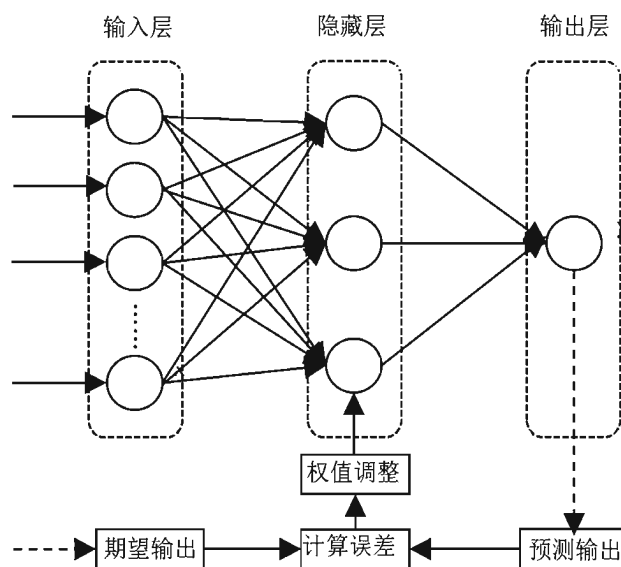 输入层
隐藏层
输出层
权值调整
期望输出
计算误差
预测输出